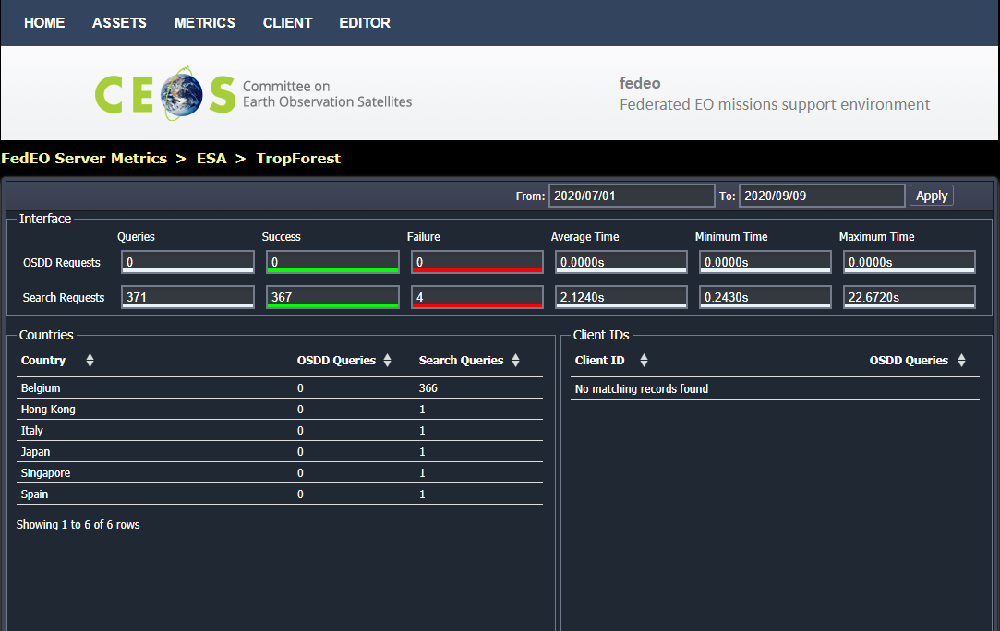 HOME ASSETS METRICS CLIENT EDITOR
CEOS Committee on
Earth Observation Satellites
fedeo
Federated EO missions support environment
FedEO Server Metrics > ESA > TropForest
From: 2020/07/01 To: 2020/09/09 Apply
Interface
Queries Success Failure Average Time Minimum Time Maximum Time
OSDD Requests 0 0 0 0.0000s 0.0000s 0.0000s
Search Requests 371 367 4 2.1240s 0.2430s 22.6720s
Countries
Country OSDD Queries Search Queries
Belgium 0 366
Hong Kong 0 1
Italy 0 1
Japan 0 1
Singapore 0 1
Spain 0 1
Showing 1 to 6 of 6 rows
Client IDs
Client ID OSDD Queries
No matching records found